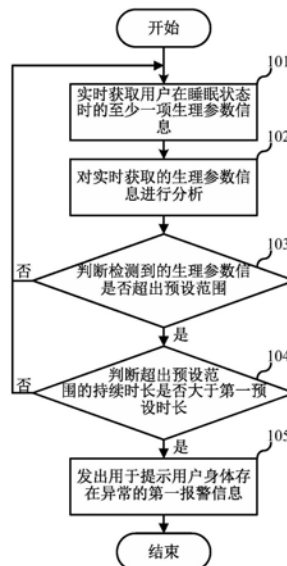 开始
101
实时获取用户在睡眠状态
时的至少一项生理参数信
息
102
对实时获取的生理参数信
息进行分析
103
判断检测到的生理参数信
是否超出预设范围
否
是
104
判断超出预设范
围的持续时长是否大于第一预
设时长
否
是
105
发出用于提示用户身体存
在异常的第一报警信息
结束